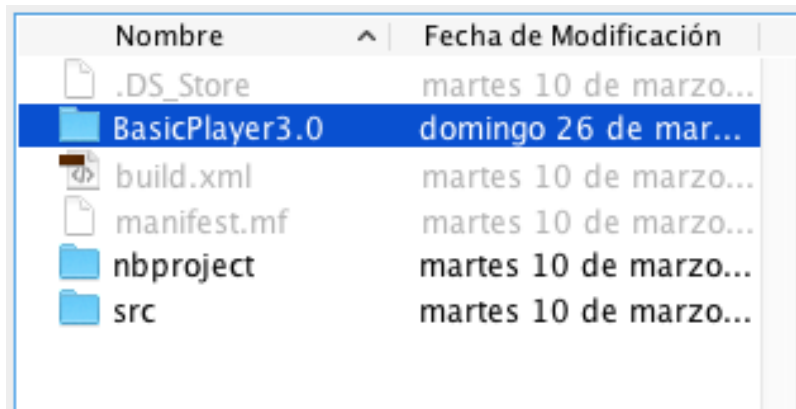 Nombre Fecha de Modificación
.DS_Store martes 10 de marzo...
BasicPlayer3.0 domingo 26 de mar...
build.xml martes 10 de marzo...
manifest.mf martes 10 de marzo...
nbproject martes 10 de marzo...
src martes 10 de marzo...